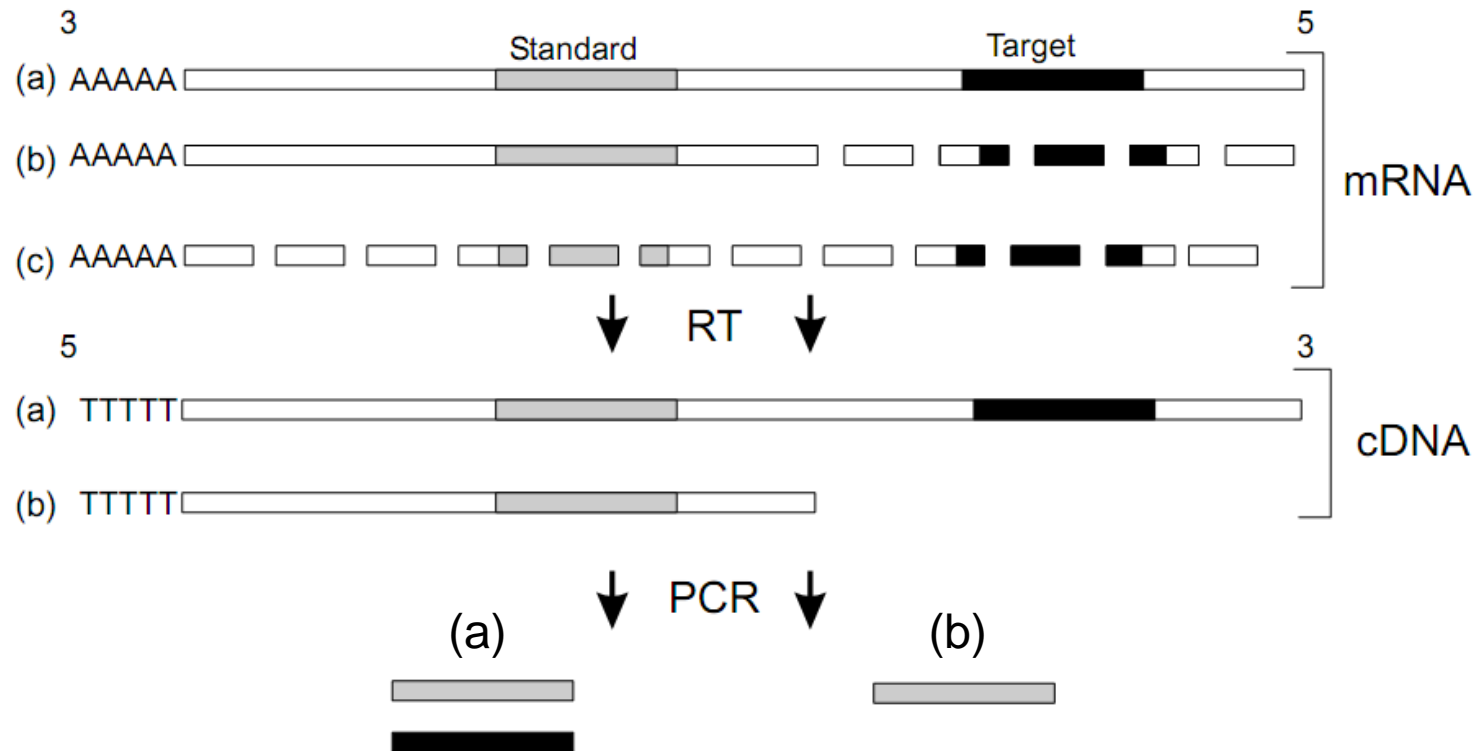 3 5
Standard Target
(a) AAAAA
(b) AAAAA
mRNA
(c) AAAAA
RT
5 3
(a) TTTTT
cDNA
(b) TTTTT
PCR
(a) (b)